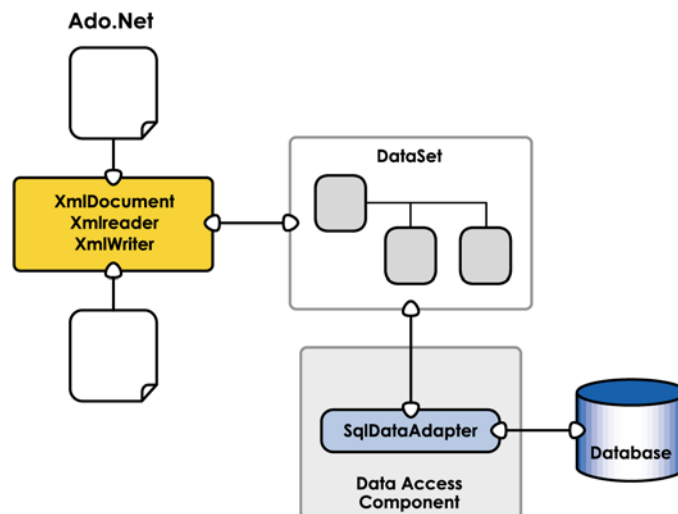 Ado.Net
XmlDocument
Xmlreader
XmlWriter
DataSet
SqlDataAdapter
Database
Data Access
Component